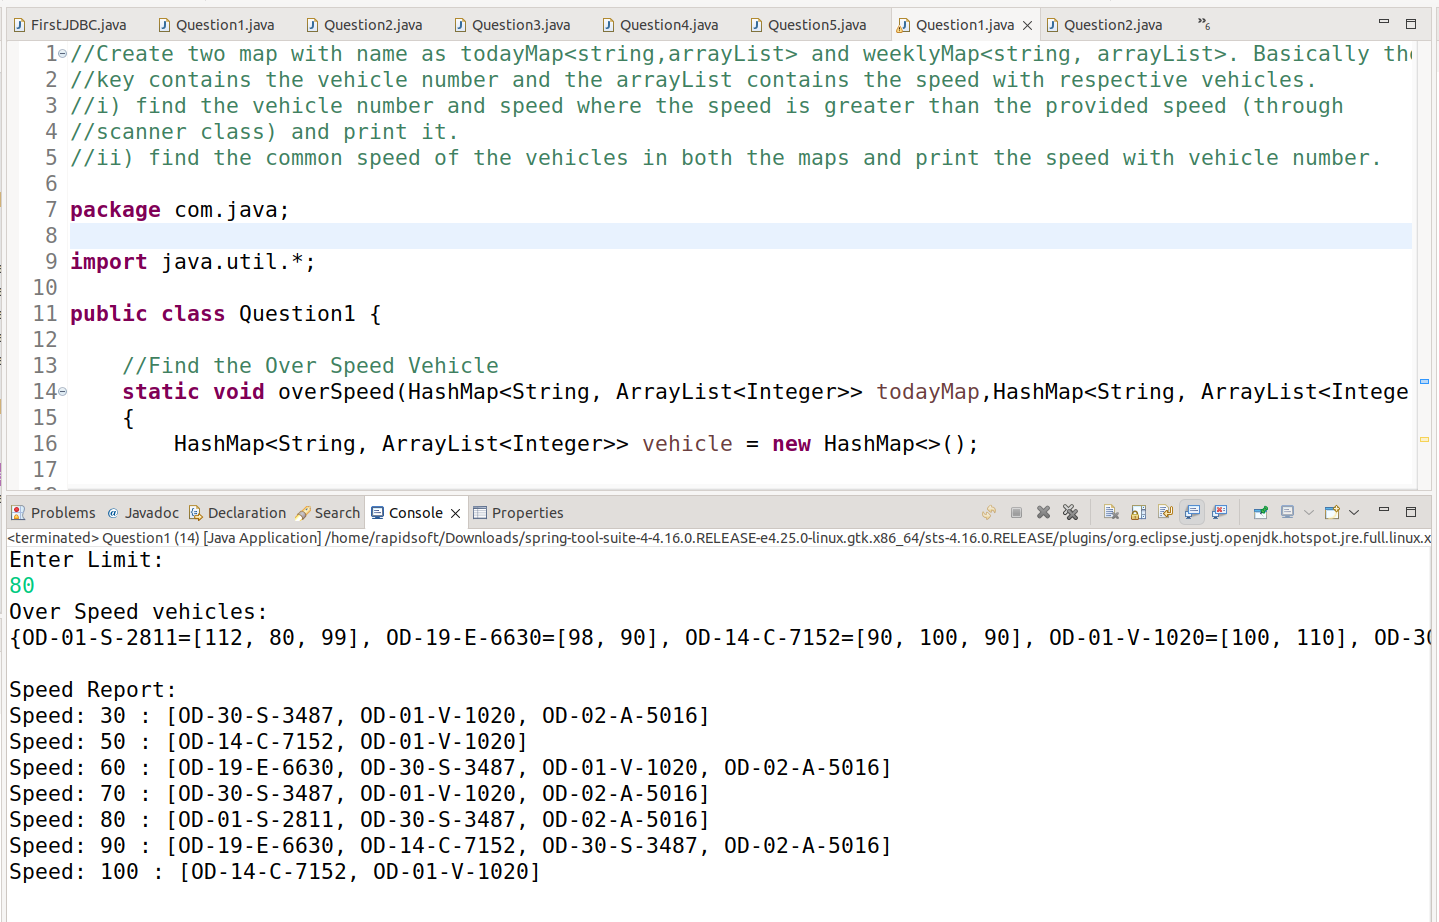 FirstJDBC.java Question1.java Question2.java Question3.java Question4.java Question5.java Question1.java Question2.java »6
1 //Create two map with name as todayMap<string,arrayList> and weeklyMap<string, arrayList>. Basically the
2 //key contains the vehicle number and the arrayList contains the speed with respective vehicles.
3 //i) find the vehicle number and speed where the speed is greater than the provided speed (through
4 //scanner class) and print it.
5 //ii) find the common speed of the vehicles in both the maps and print the speed with vehicle number.
6
7 package com.java;
8
9 import java.util.*;
10
11 public class Question1 {
12
13 //Find the Over Speed Vehicle
14 static void overSpeed(HashMap<String, ArrayList<Integer>> todayMap,HashMap<String, ArrayList<Intege
15 {
16 HashMap<String, ArrayList<Integer>> vehicle = new HashMap<>();
17
Problems @ Javadoc Declaration Search Console Properties
<terminated> Question1 (14) [Java Application] /home/rapidsoft/Downloads/spring-tool-suite-4-4.16.0.RELEASE-e4.25.0-linux.gtk.x86_64/sts-4.16.0.RELEASE/plugins/org.eclipse.justj.openjdk.hotspot.jre.full.linux.x
Enter Limit:
80
Over Speed vehicles:
{OD-01-S-2811=[112, 80, 99], OD-19-E-6630=[98, 90], OD-14-C-7152=[90, 100, 90], OD-01-V-1020=[100, 110], OD-30
Speed Report:
Speed: 30 : [OD-30-S-3487, OD-01-V-1020, OD-02-A-5016]
Speed: 50 : [OD-14-C-7152, OD-01-V-1020]
Speed: 60 : [OD-19-E-6630, OD-30-S-3487, OD-01-V-1020, OD-02-A-5016]
Speed: 70 : [OD-30-S-3487, OD-01-V-1020, OD-02-A-5016]
Speed: 80 : [OD-01-S-2811, OD-30-S-3487, OD-02-A-5016]
Speed: 90 : [OD-19-E-6630, OD-14-C-7152, OD-30-S-3487, OD-02-A-5016]
Speed: 100 : [OD-14-C-7152, OD-01-V-1020]